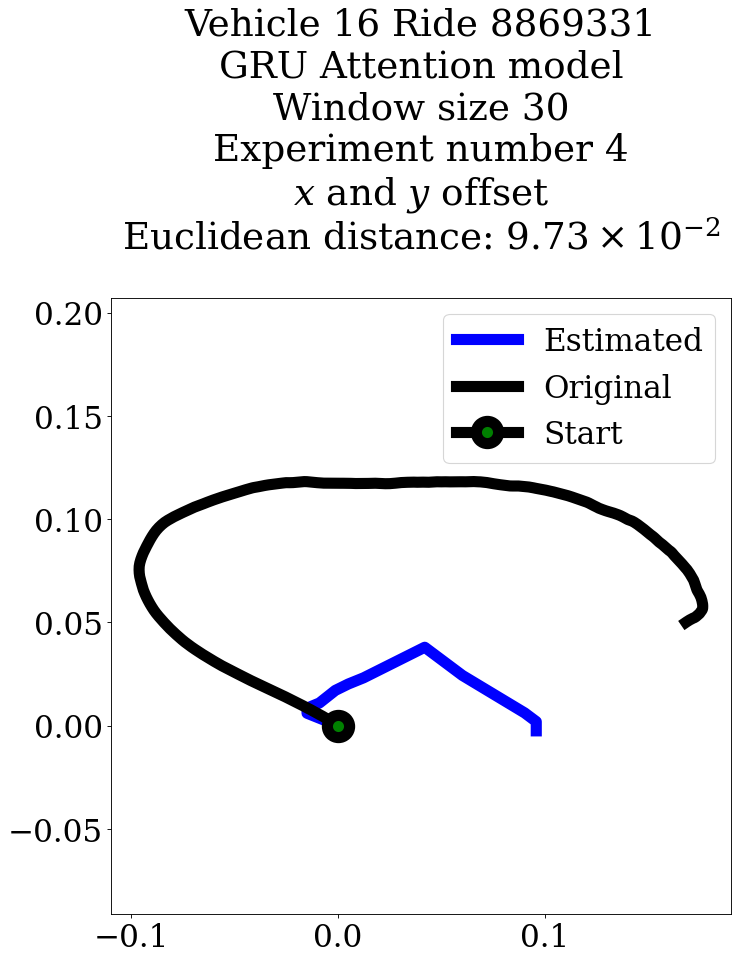 Vehicle 16 Ride 8869331
GRU Attention model
Window size 30
Experiment number 4
x and y offset
Euclidean distance: 9.73 × 10⁻²
Estimated
Original
Start
0.20
0.15
0.10
0.05
0.00
−0.05
−0.1 0.0 0.1